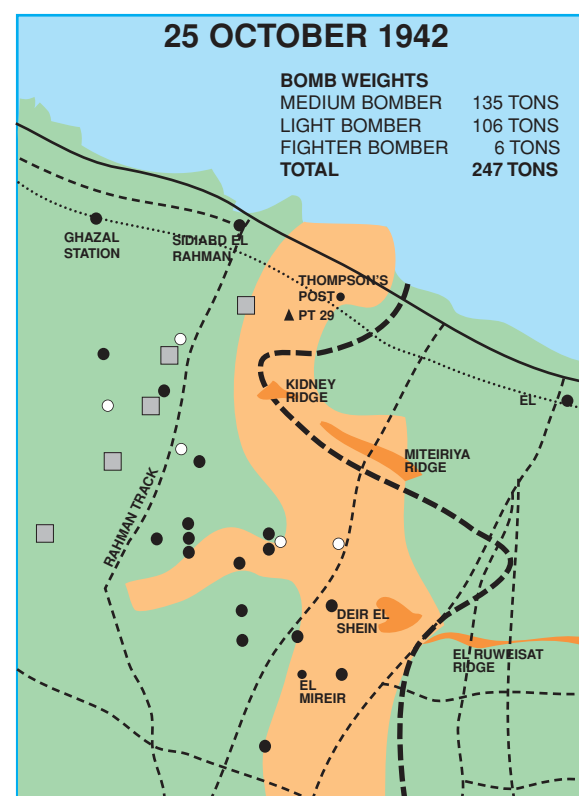 25 OCTOBER 1942
BOMB WEIGHTS
MEDIUM BOMBER 135 TONS
LIGHT BOMBER 106 TONS
FIGHTER BOMBER 6 TONS
TOTAL 247 TONS
GHAZAL
STATION
SIDIABD EL
RAHMAN
THOMPSON'S
POST
PT 29
KIDNEY
RIDGE
EL
MITEIRIYA
RIDGE
RAHMAN TRACK
DEIR EL
SHEIN
EL RUWEISAT
RIDGE
EL
MIREIR